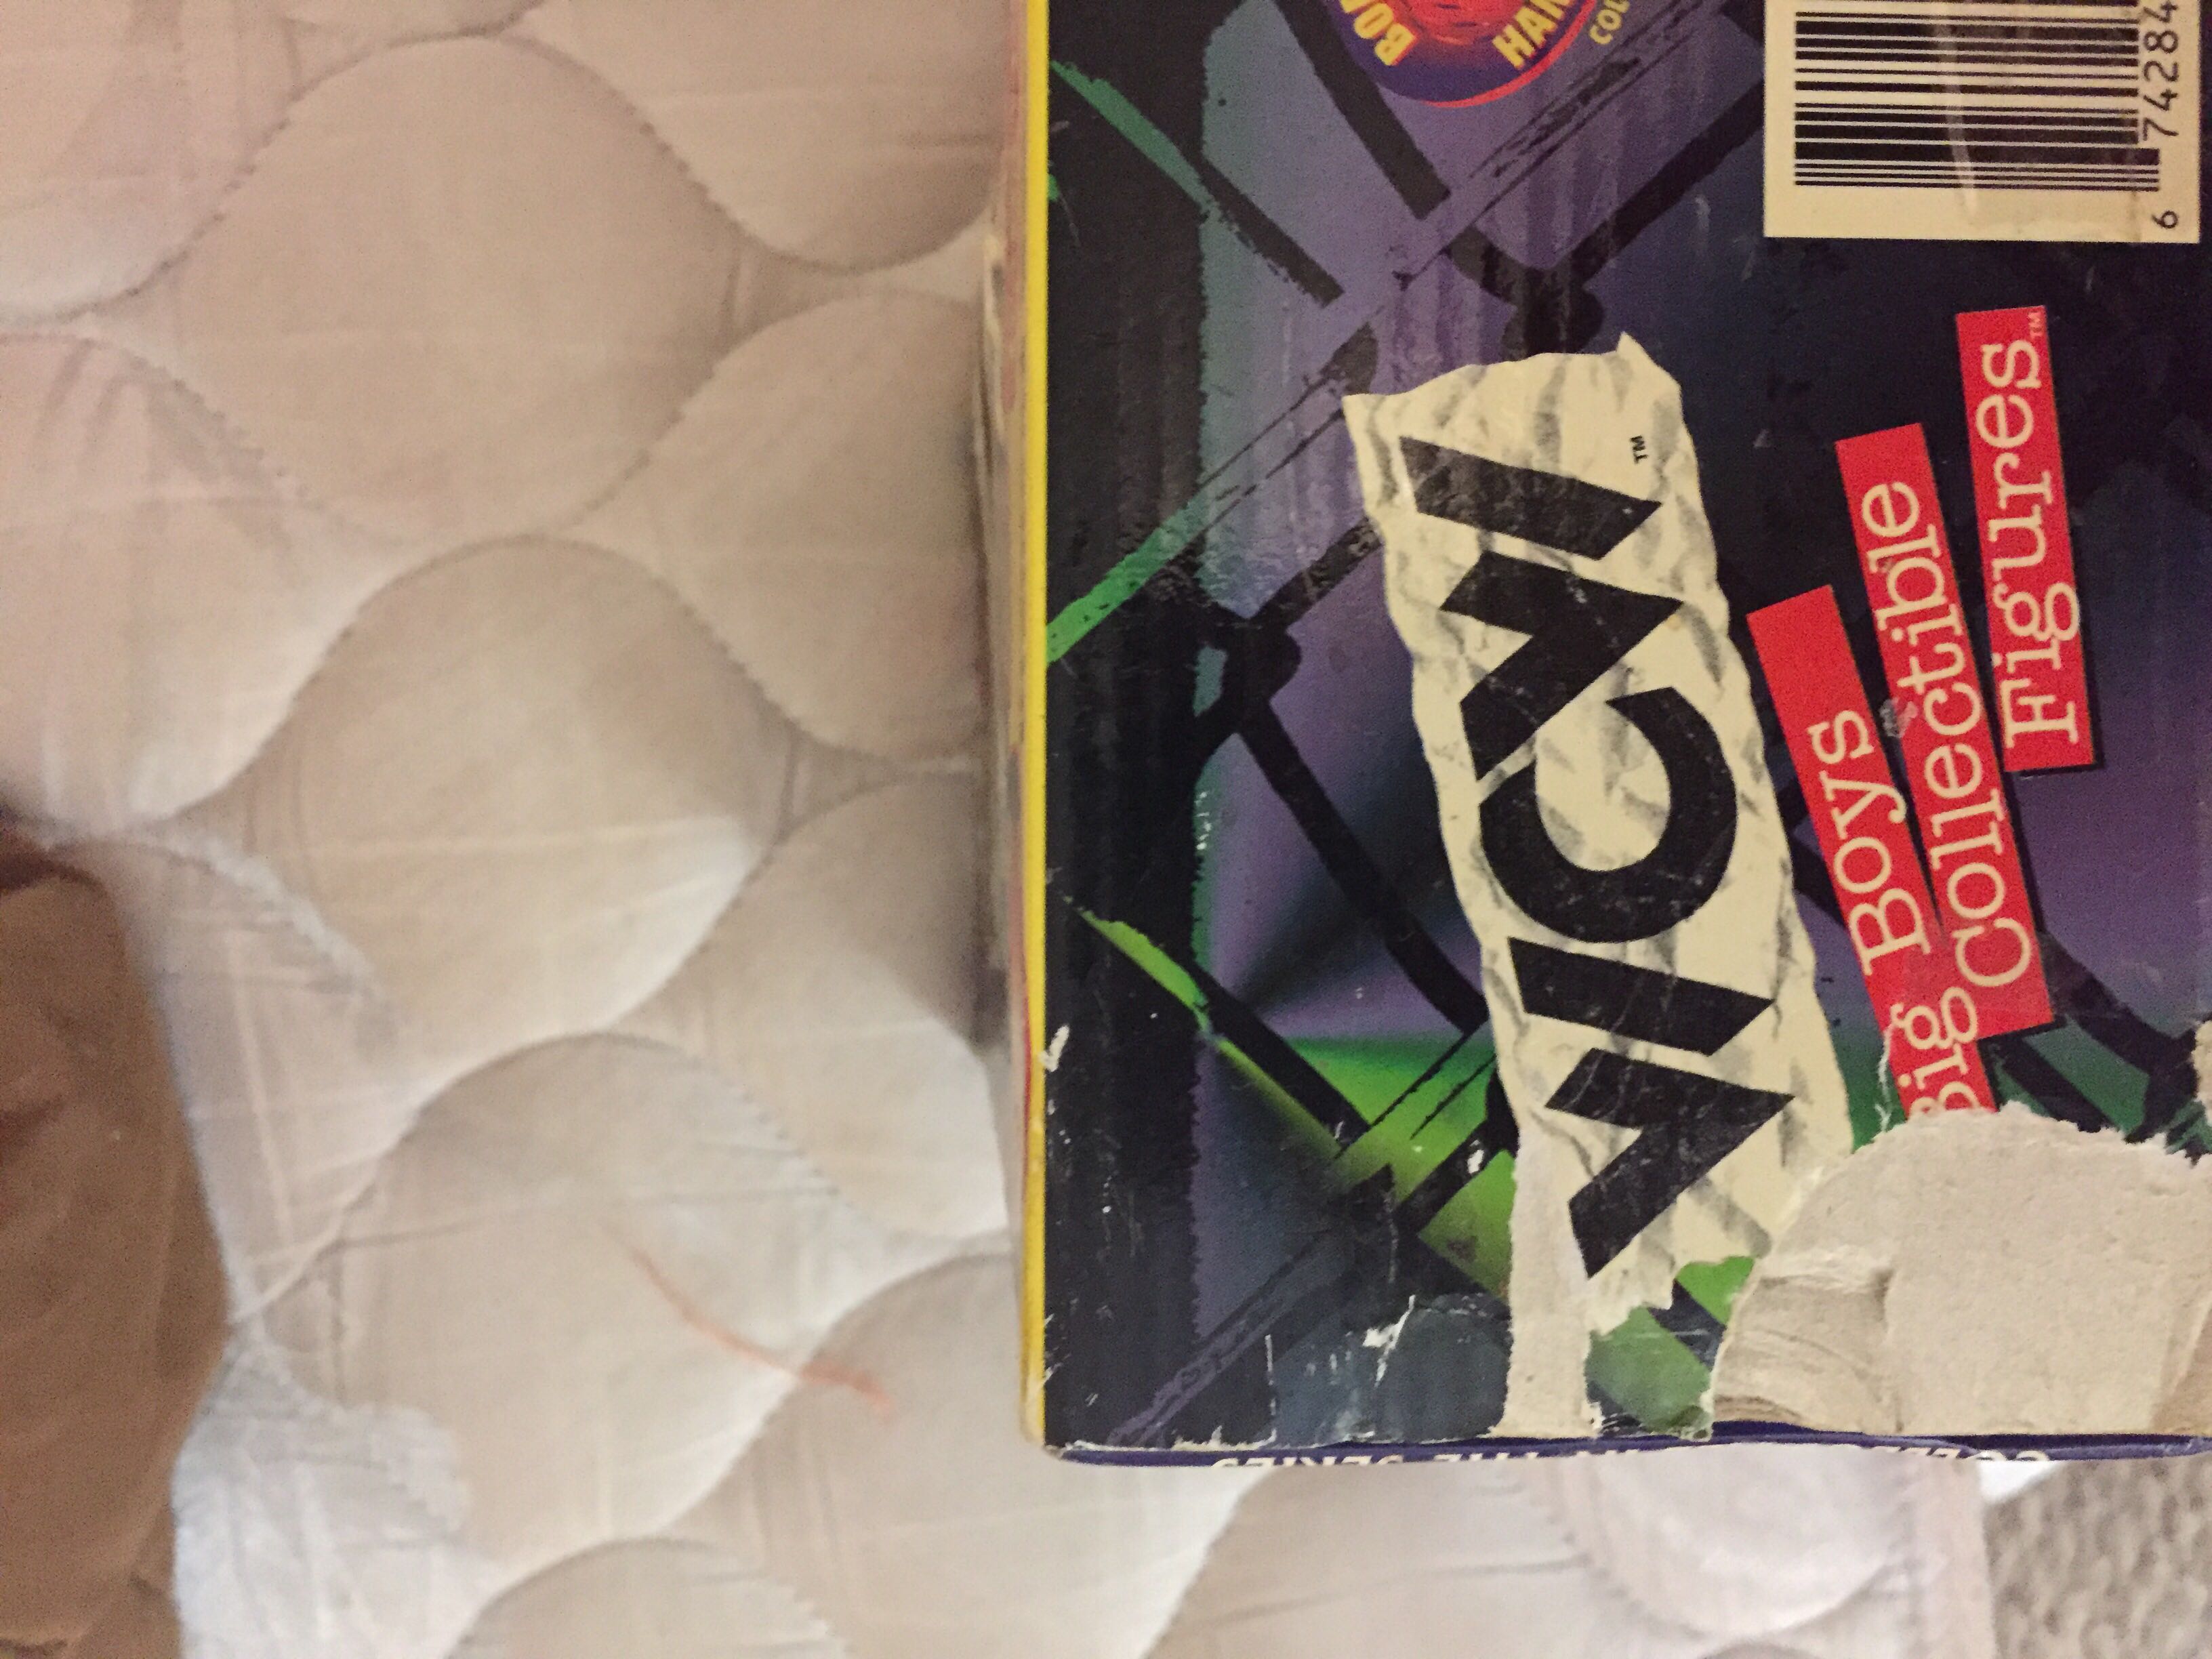 WCW™
Big Boys
Big Collectible
Figures™
6 74284